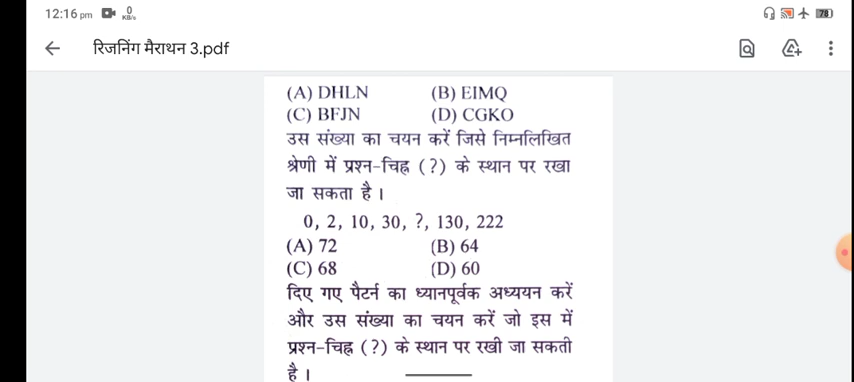 12:16 pm 0 KB/s 78
रिजनिंग मैराथन 3.pdf
(A) DHLN (B) EIMQ
(C) BFJN (D) CGKO
उस संख्या का चयन करें जिसे निम्नलिखित
श्रेणी में प्रश्न-चिह्न (?) के स्थान पर रखा
जा सकता है ।
0, 2, 10, 30, ?, 130, 222
(A) 72 (B) 64
(C) 68 (D) 60
दिए गए पैटर्न का ध्यानपूर्वक अध्ययन करें
और उस संख्या का चयन करें जो इस में
प्रश्न-चिह्न (?) के स्थान पर रखी जा सकती
है ।